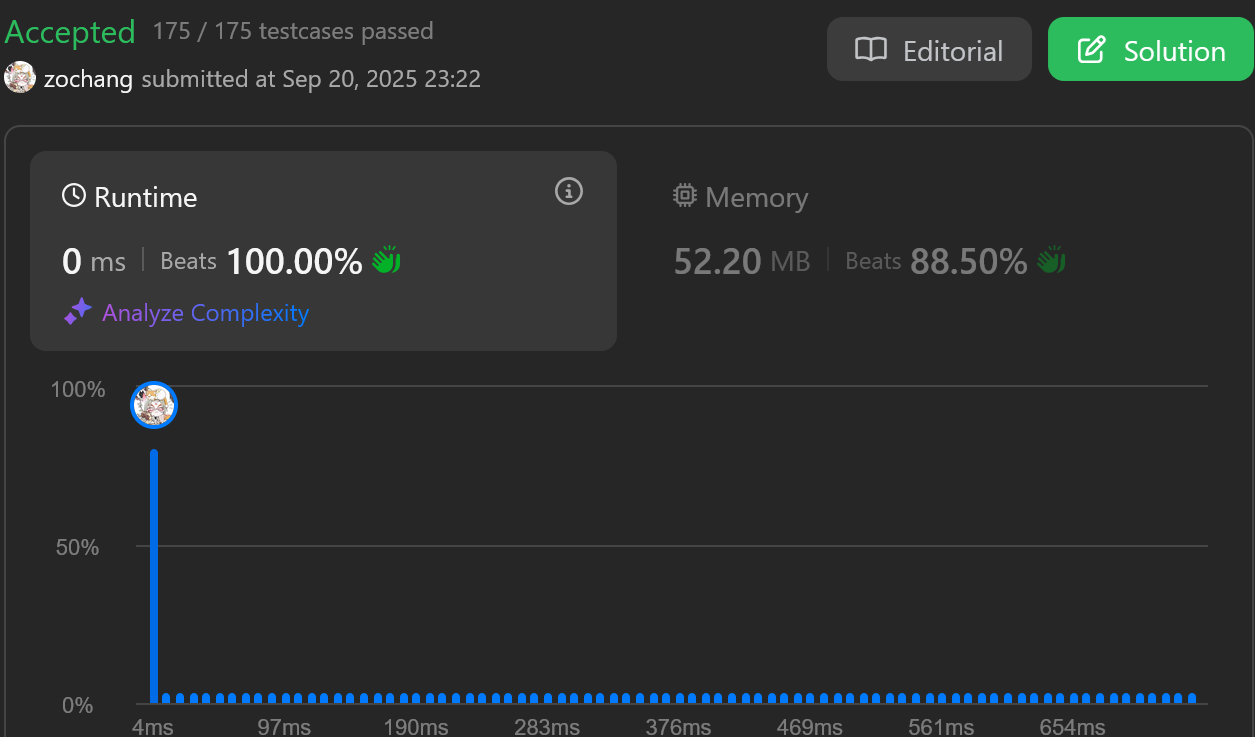 Accepted 175 / 175 testcases passed
Editorial
Solution
zochang submitted at Sep 20, 2025 23:22
Runtime
0 ms Beats 100.00%
Analyze Complexity
Memory
52.20 MB Beats 88.50%
100%
50%
0%
4ms 97ms 190ms 283ms 376ms 469ms 561ms 654ms